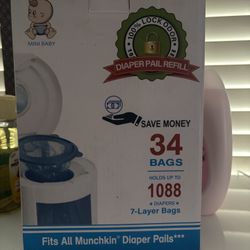 100% LOCK ODOR
DIAPER PAIL REFILL
MINI BABY
SAVE MONEY
34
BAGS
HOLDS UP TO
1088
DIAPERS
7-Layer Bags
Fits All Munchkin® Diaper Pails***